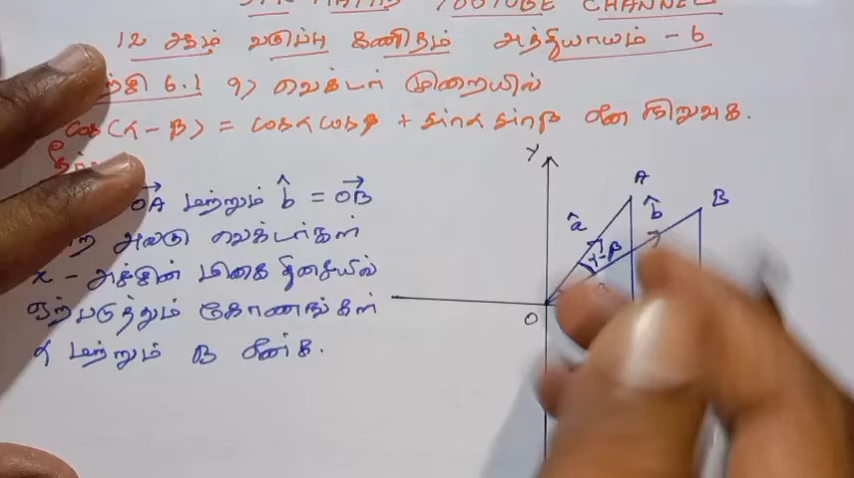 MATHS YOUTUBE CHANNEL
12 ஆம் வகுப்பு கணிதம் அத்தியாயம் - 6
6.1 9) வெக்டர் முறையில்
cos(α - β) = cosα cosβ + sinα sinβ என நிறுவுக.
OA மற்றும் b̂ = OB
அலகு வெக்டர்கள்
x - அச்சின் மிகை திசையில்
ஏற்படுத்தும் கோணங்கள்
α மற்றும் β என்க.
Y
A
B
â
b̂
α-β
O